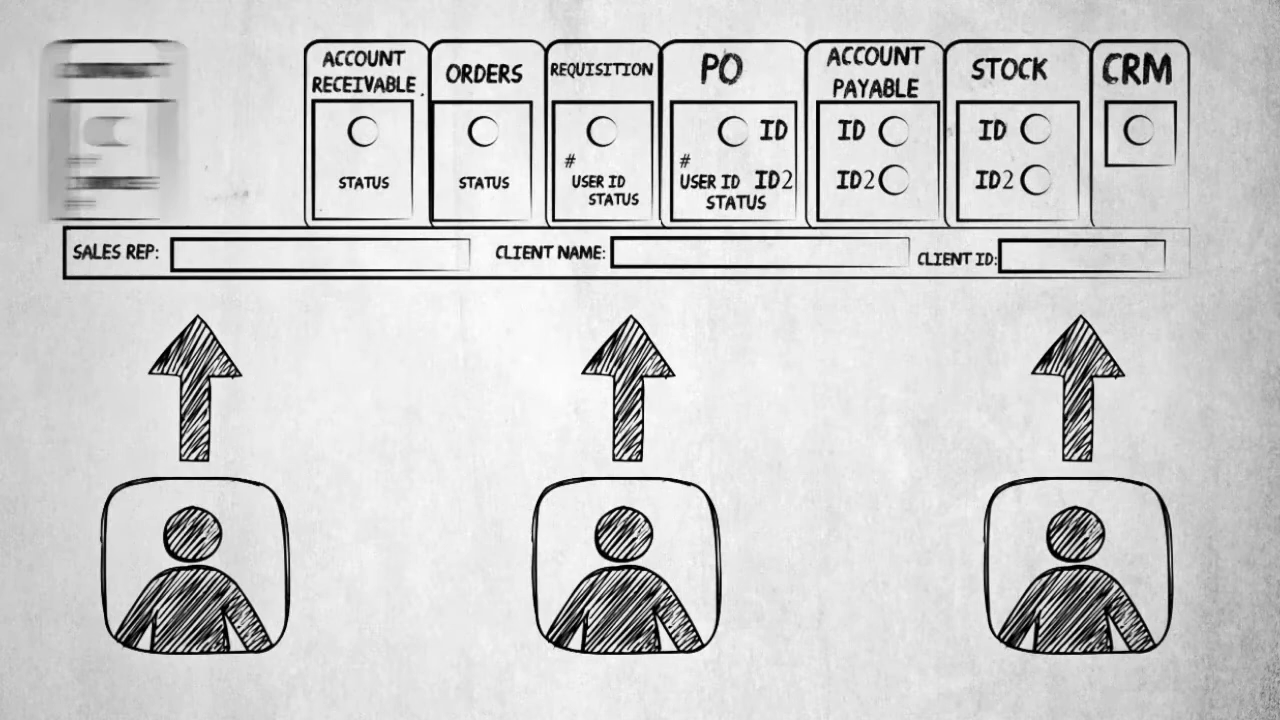 ACCOUNT
RECEIVABLE.
STATUS
ORDERS
STATUS
REQUISITION
#
USER ID
STATUS
PO
ID
#
USER ID ID2
STATUS
ACCOUNT
PAYABLE
ID
ID2
STOCK
ID
ID2
CRM
SALES REP:
CLIENT NAME:
CLIENT ID: